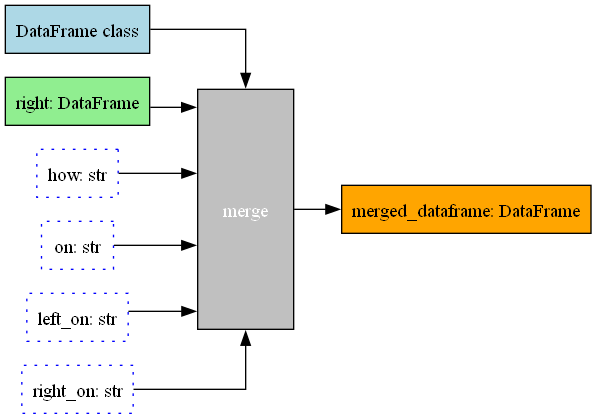 DataFrame class
right: DataFrame
how: str
on: str
left_on: str
right_on: str
merge
merged_dataframe: DataFrame